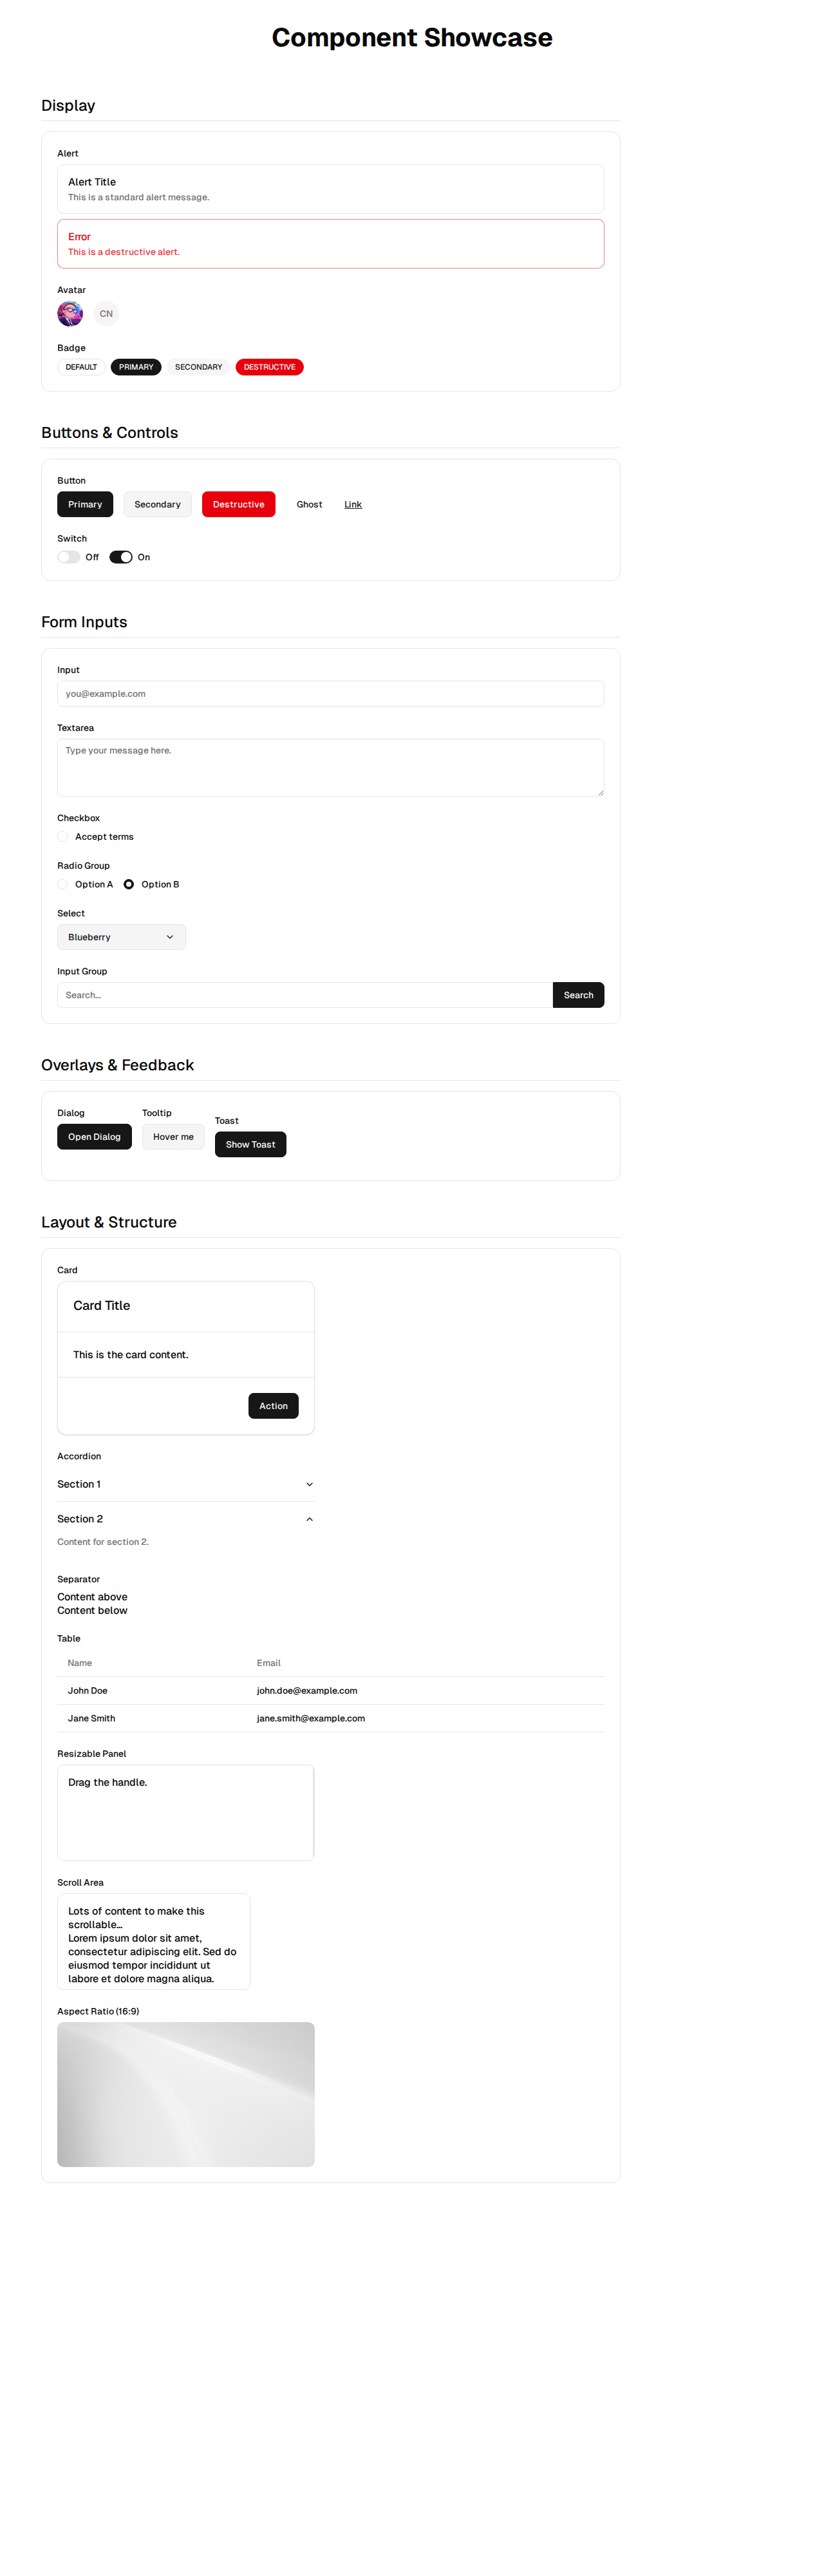 Component Showcase
Display
Alert
Alert Title
This is a standard alert message.
Error
This is a destructive alert.
Avatar
CN
Badge
DEFAULT PRIMARY SECONDARY DESTRUCTIVE
Buttons & Controls
Button
Primary Secondary Destructive Ghost Link
Switch
Off On
Form Inputs
Input
you@example.com
Textarea
Type your message here.
Checkbox
Accept terms
Radio Group
Option A Option B
Select
Blueberry
Input Group
Search... Search
Overlays & Feedback
Dialog Tooltip Toast
Open Dialog Hover me Show Toast
Layout & Structure
Card
Card Title
This is the card content.
Action
Accordion
Section 1
Section 2
Content for section 2.
Separator
Content above
Content below
Table
Name Email
John Doe john.doe@example.com
Jane Smith jane.smith@example.com
Resizable Panel
Drag the handle.
Scroll Area
Lots of content to make this
scrollable...
Lorem ipsum dolor sit amet,
consectetur adipiscing elit. Sed do
eiusmod tempor incididunt ut
labore et dolore magna aliqua.
Aspect Ratio (16:9)